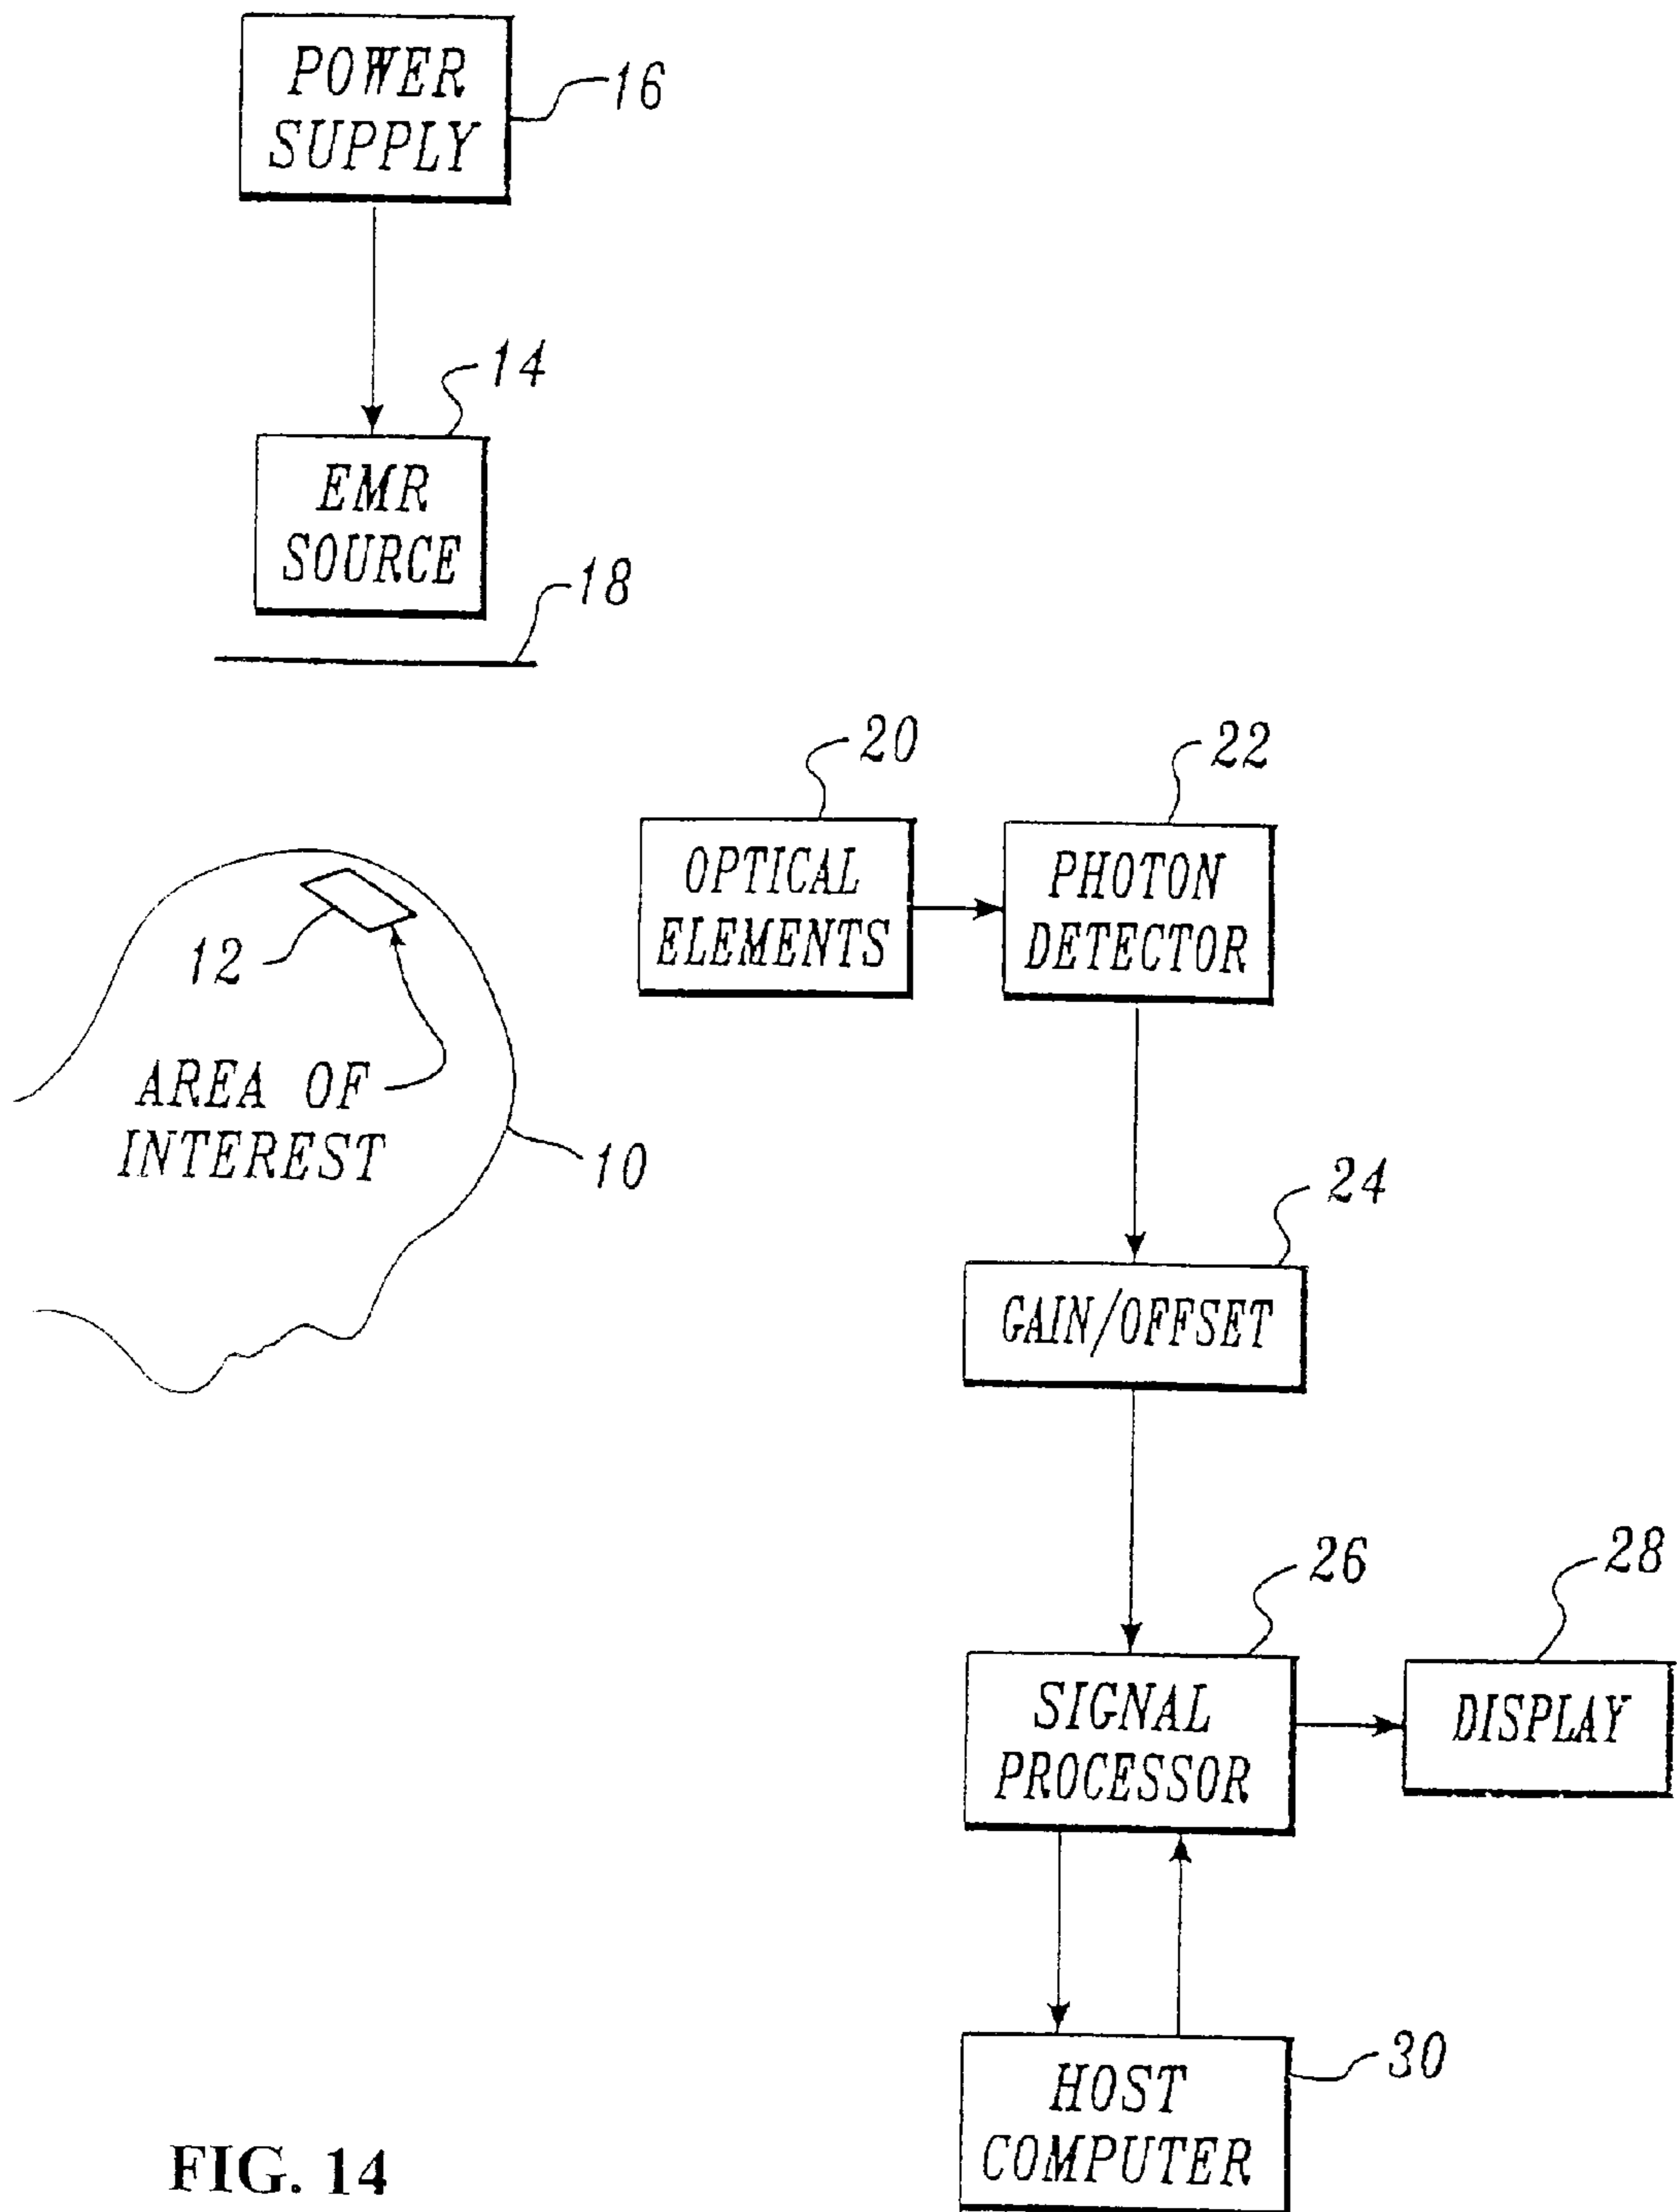 POWER
SUPPLY
16
14
EMR
SOURCE
18
20
22
OPTICAL
ELEMENTS
PHOTON
DETECTOR
12
AREA OF
INTEREST
10
24
GAIN/OFFSET
26
28
SIGNAL
PROCESSOR
DISPLAY
30
HOST
COMPUTER
FIG. 14